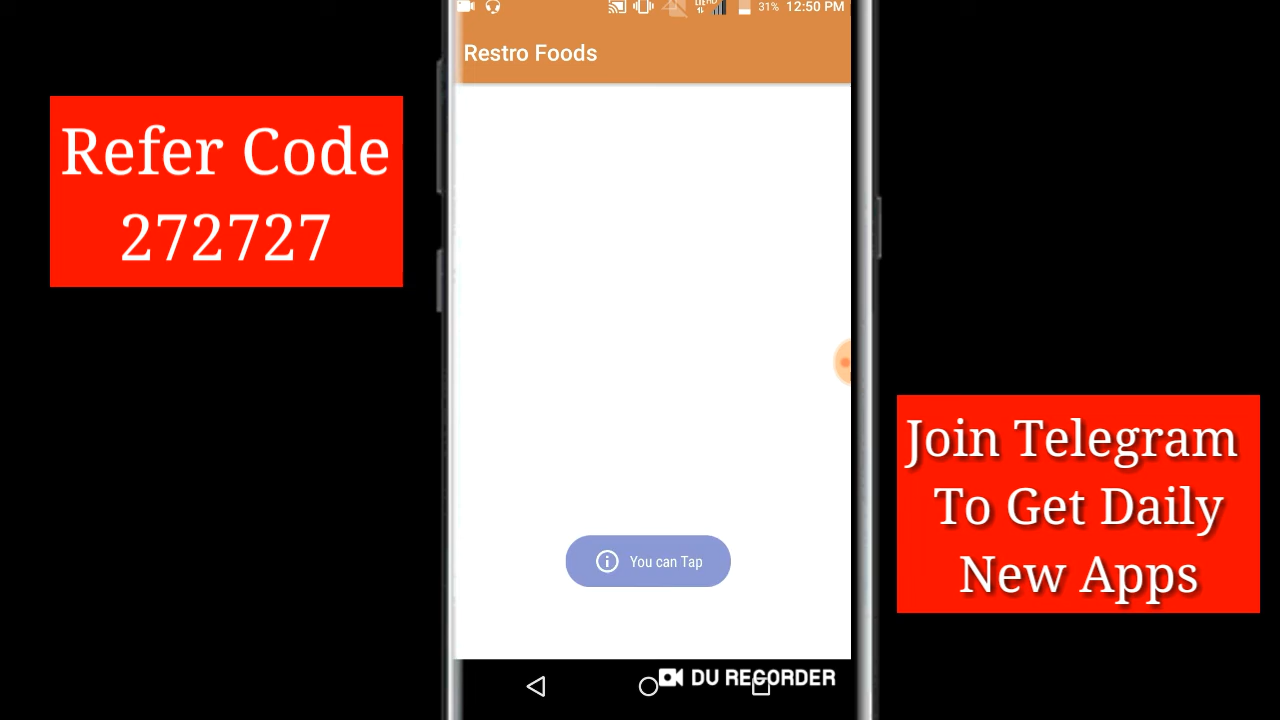 31% 12:50 PM
Restro Foods
Refer Code
272727
Join Telegram
To Get Daily
New Apps
You can Tap
DU RECORDER